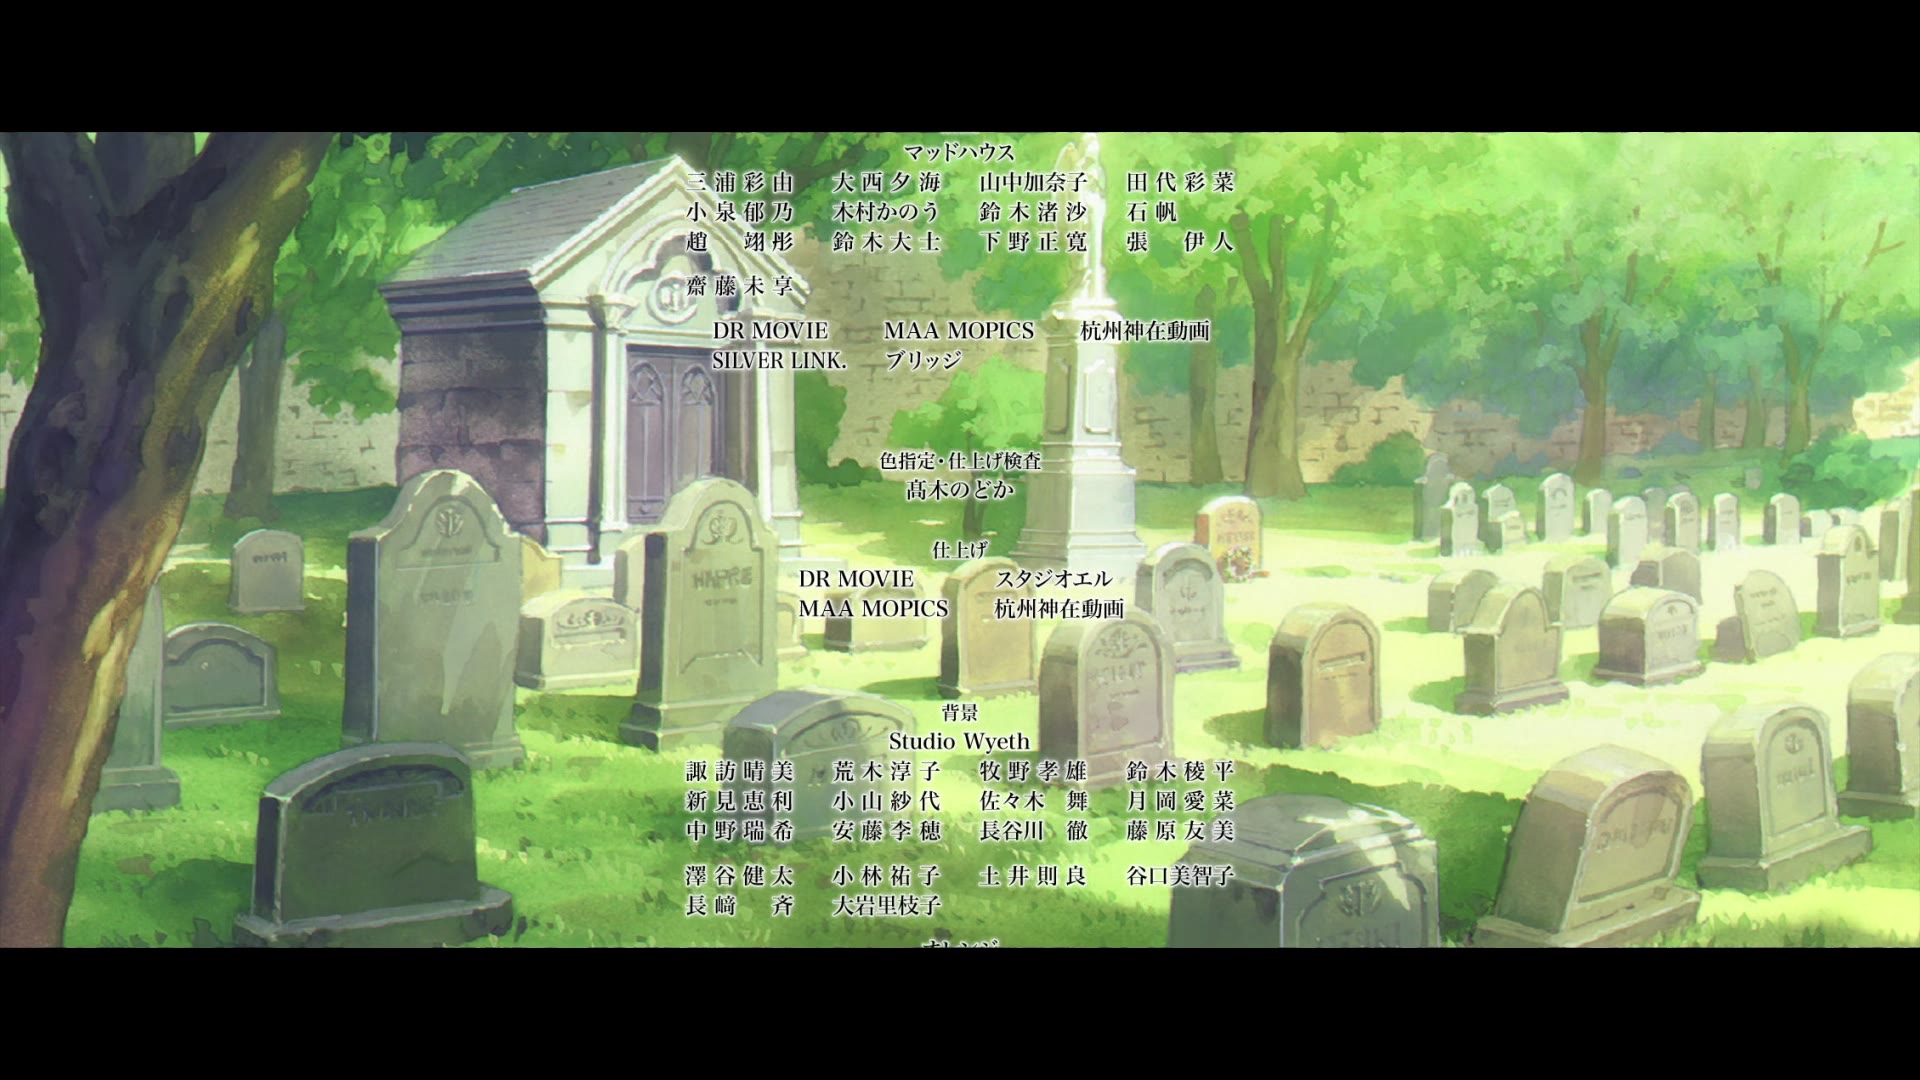 マッドハウス
三浦彩由 大西夕海 山中加奈子 田代彩菜
小泉郁乃 木村かのう 鈴木渚沙 石帆
趙 翊彤 鈴木大士 下野正寛 張 伊人
齋藤未享
DR MOVIE MAA MOPICS 杭州神在動画
SILVER LINK. ブリッジ
色指定・仕上げ検査
髙木のどか
仕上げ
DR MOVIE スタジオエル
MAA MOPICS 杭州神在動画
背景
Studio Wyeth
諏訪晴美 荒木淳子 牧野孝雄 鈴木稜平
新見恵利 小山紗代 佐々木 舞 月岡愛菜
中野瑞希 安藤李穂 長谷川 徹 藤原友美
澤谷健太 小林祐子 土井則良 谷口美智子
長﨑 斉 大岩里枝子